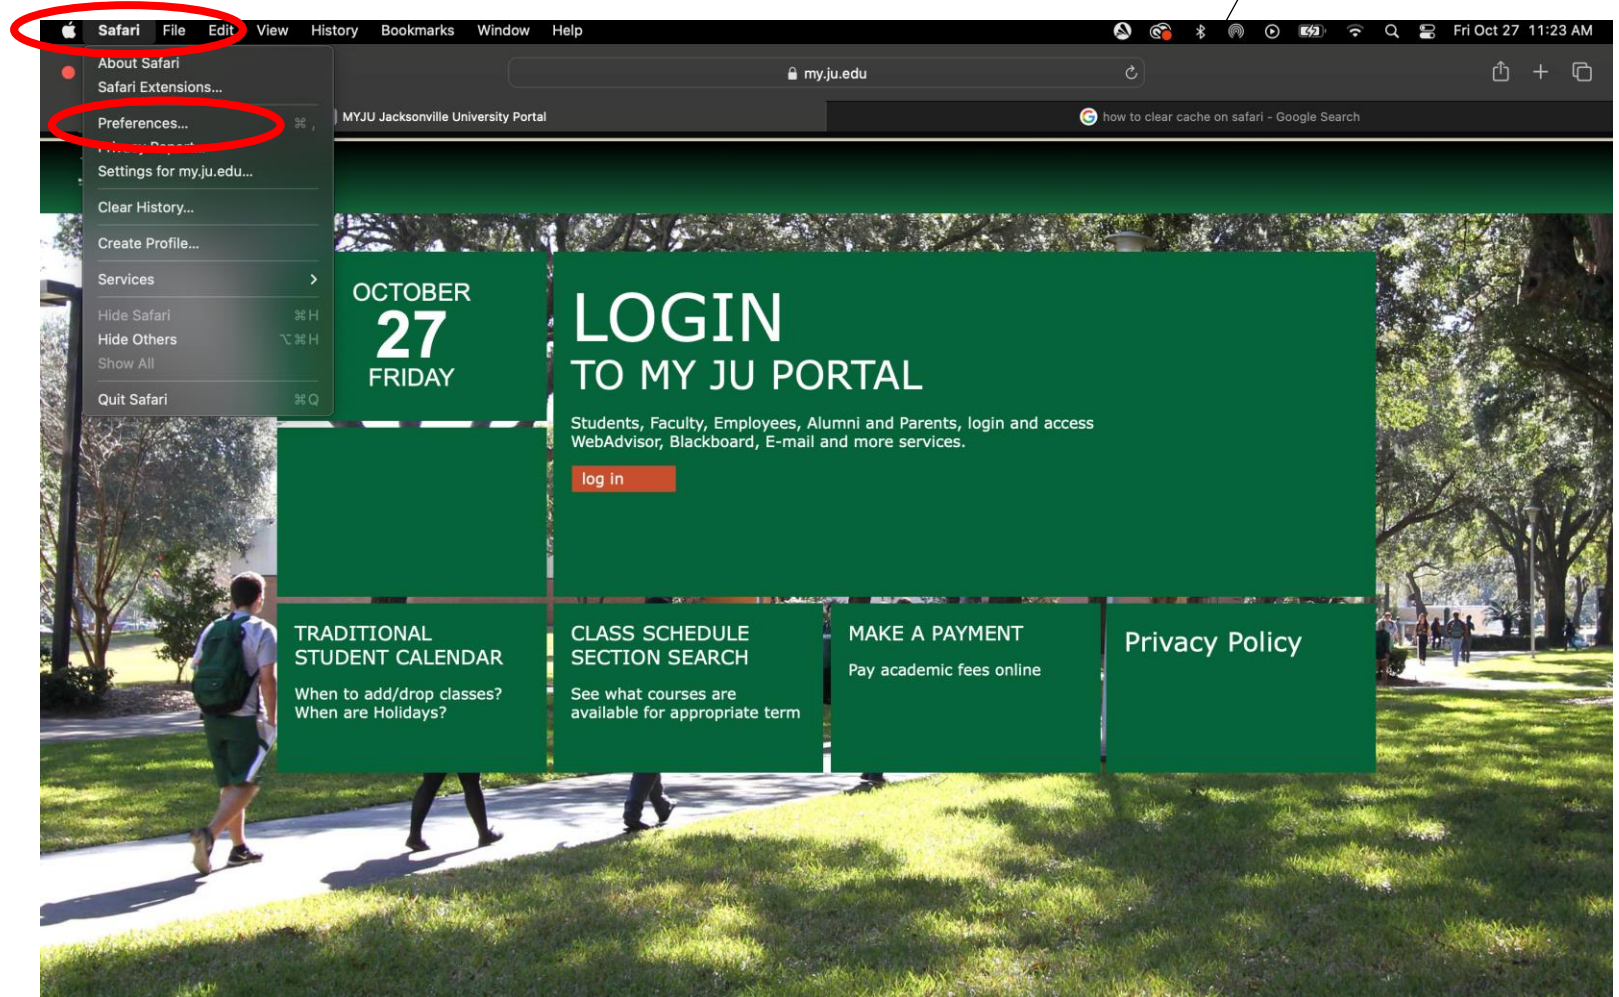 Safari File Edit View History Bookmarks Window Help Fri Oct 27 11:23 AM
my.ju.edu
MYJU Jacksonville University Portal
how to clear cache on safari - Google Search
About Safari
Safari Extensions...
Preferences... ⌘ ,
Privacy Report...
Settings for my.ju.edu...
Clear History...
Create Profile...
Services
Hide Safari ⌘H
Hide Others ⌥⌘H
Show All
Quit Safari ⌘Q
OCTOBER
27
FRIDAY
LOGIN
TO MY JU PORTAL
Students, Faculty, Employees, Alumni and Parents, login and access
WebAdvisor, Blackboard, E-mail and more services.
log in
TRADITIONAL
STUDENT CALENDAR
When to add/drop classes?
When are Holidays?
CLASS SCHEDULE
SECTION SEARCH
See what courses are
available for appropriate term
MAKE A PAYMENT
Pay academic fees online
Privacy Policy